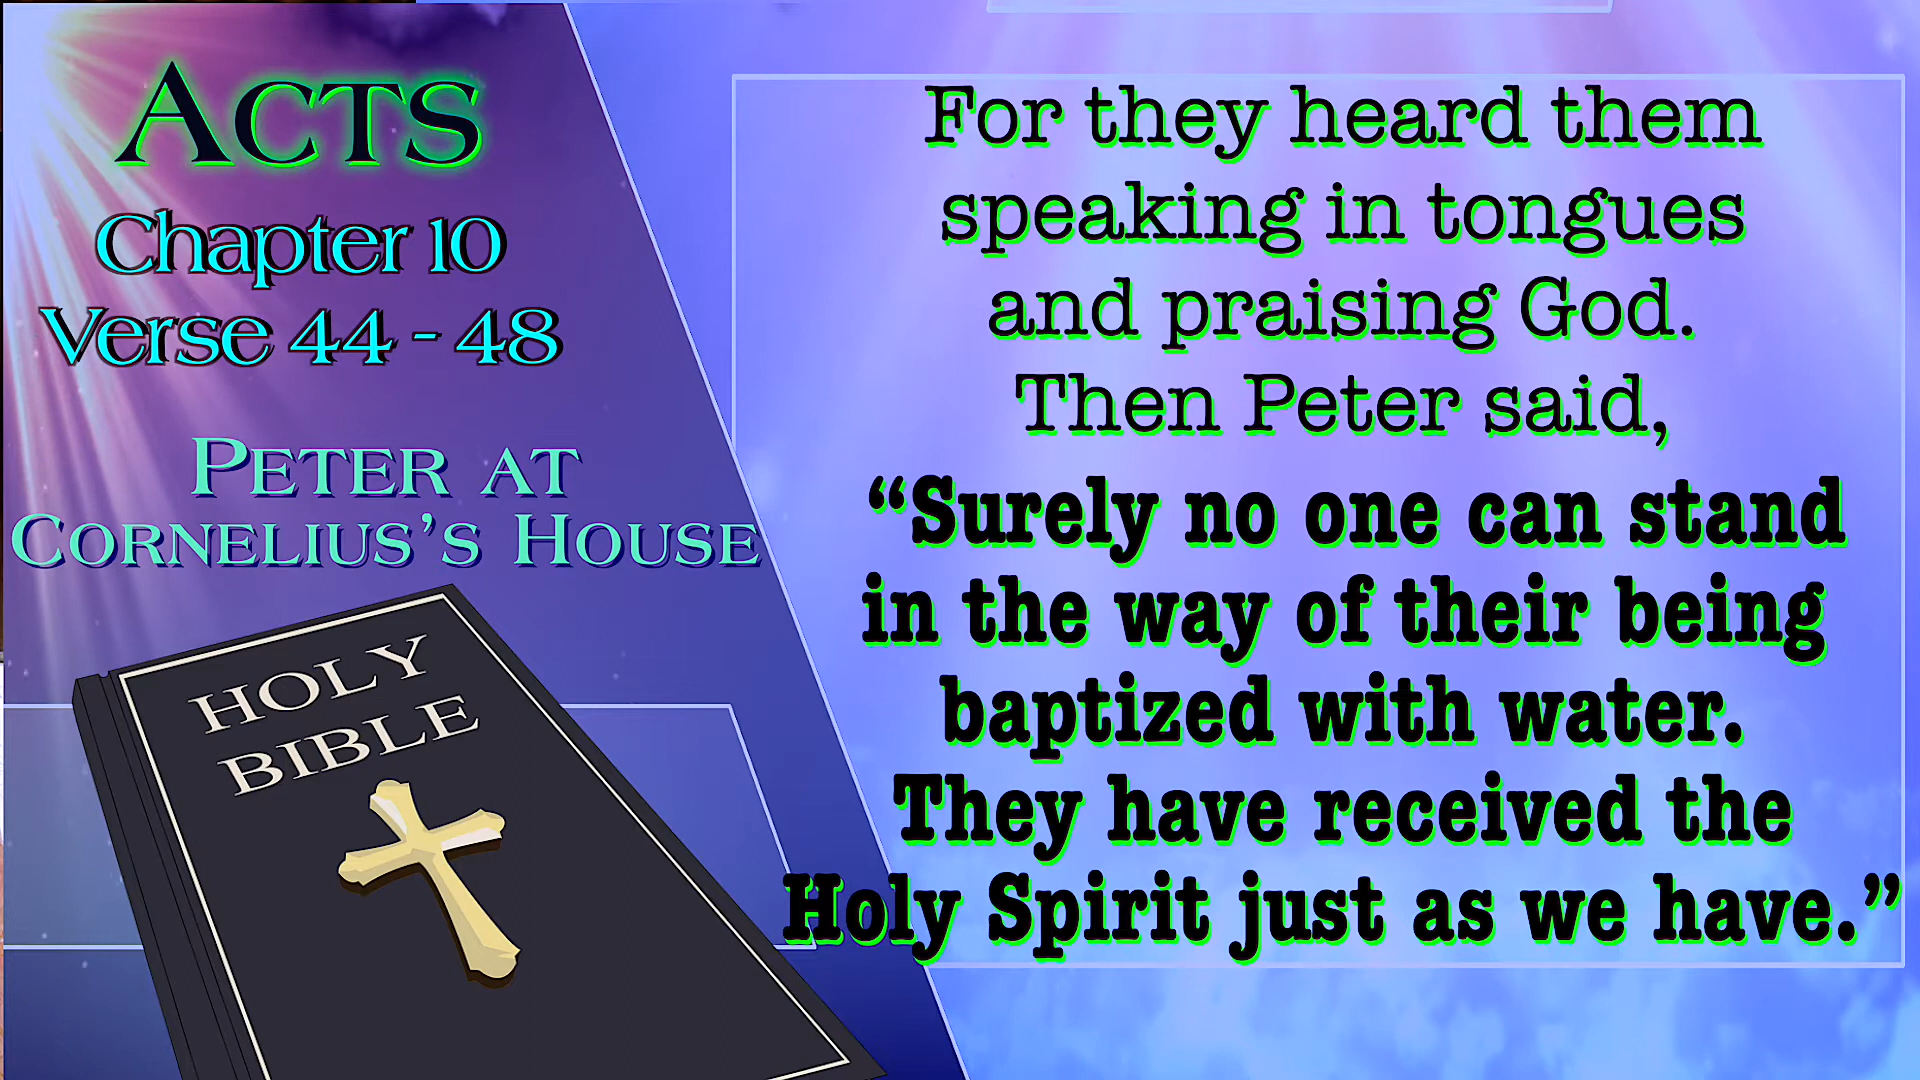 Acts
Chapter 10
Verse 44 - 48
Peter at
Cornelius’s House
HOLY
BIBLE
For they heard them
speaking in tongues
and praising God.
Then Peter said,
“Surely no one can stand
in the way of their being
baptized with water.
They have received the
Holy Spirit just as we have.”